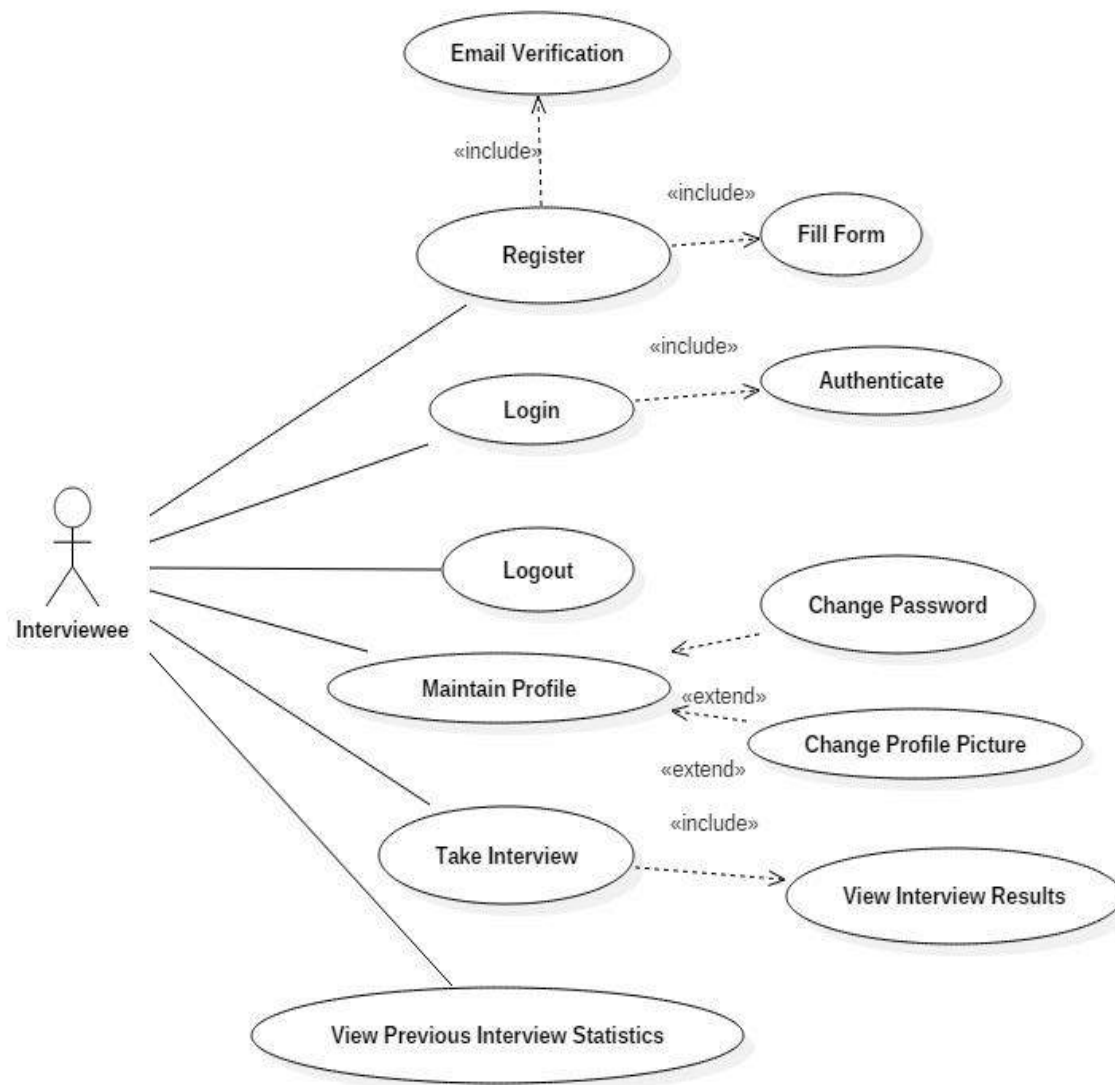 Email Verification
«include»
«include»
Fill Form
Register
«include»
Authenticate
Login
Logout
Change Password
Interviewee
Maintain Profile
«extend»
Change Profile Picture
«extend»
«include»
Take Interview
View Interview Results
View Previous Interview Statistics